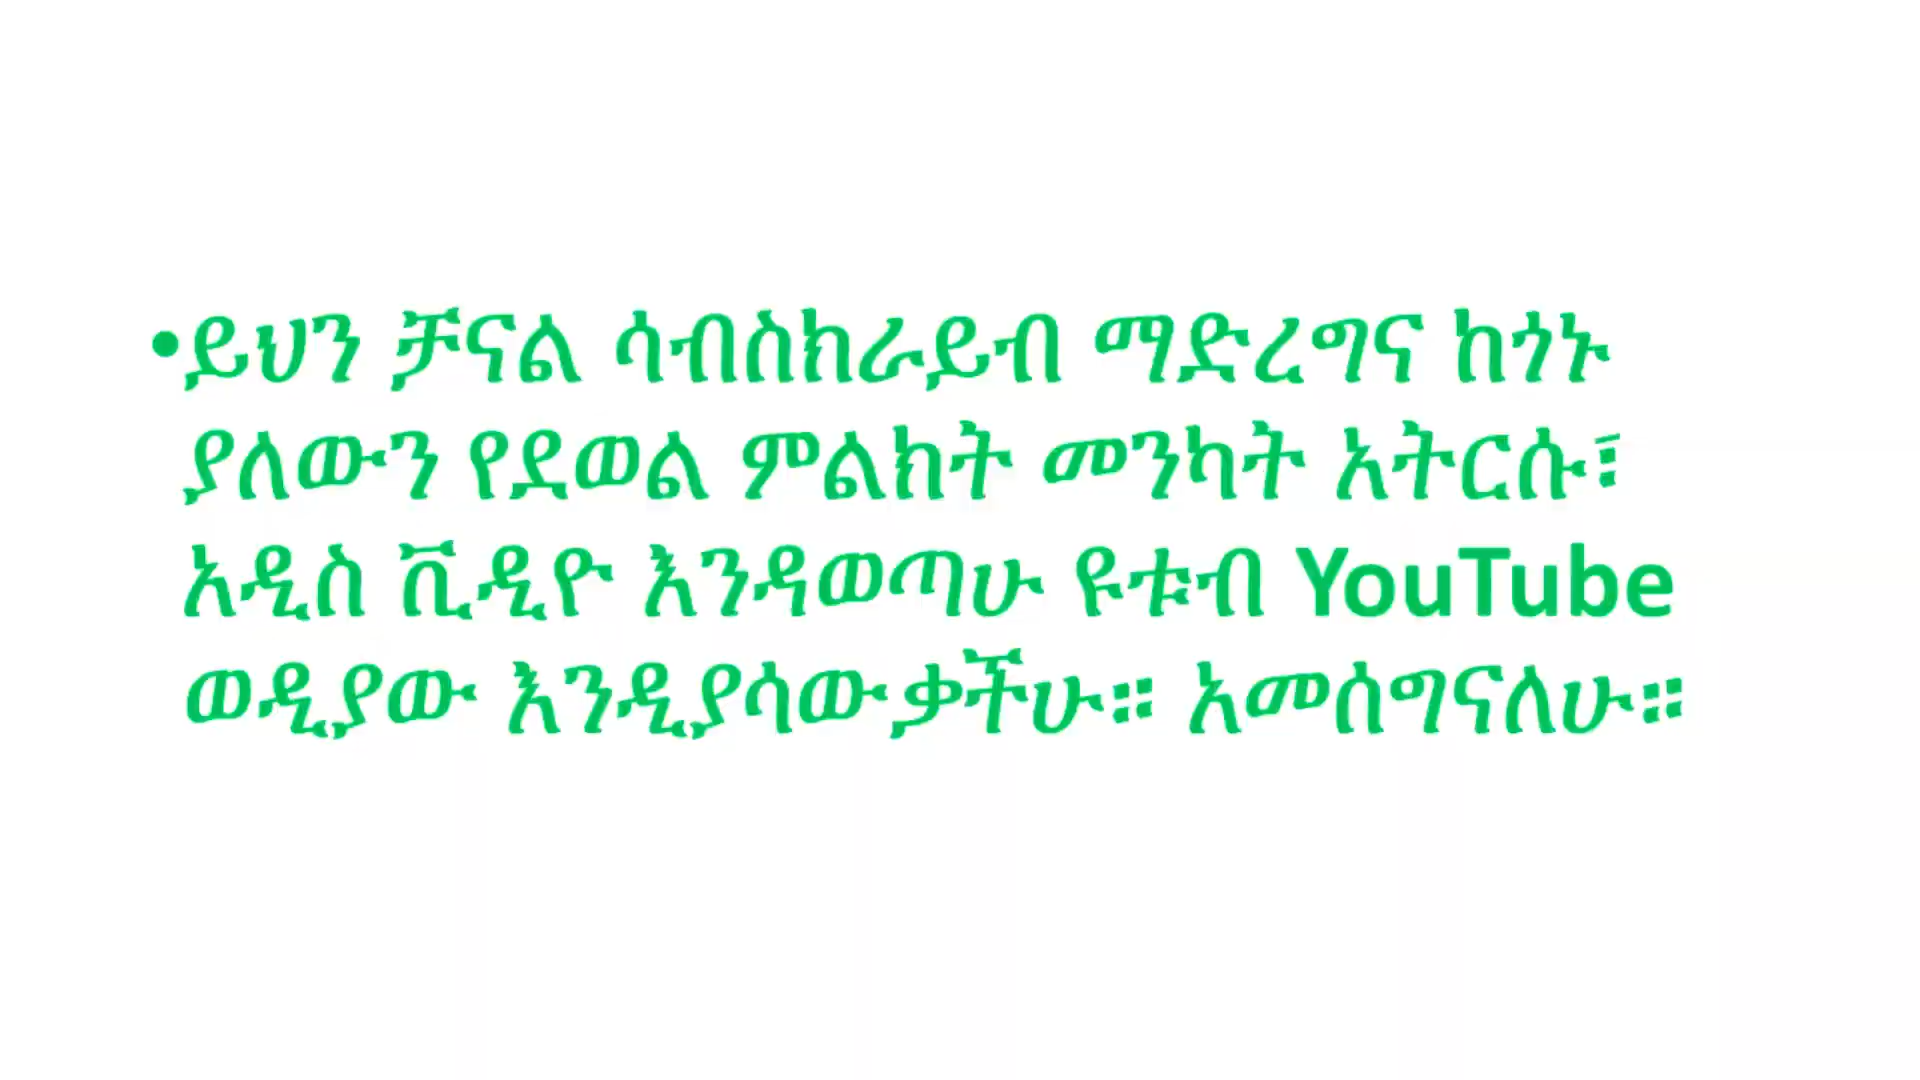 •ይህን ቻናል ሳብስክራይብ ማድረግና ከጎኑ
ያለውን የደወል ምልክት መንካት አትርሱ፣
አዲስ ቪዲዮ እንዳወጣሁ ዩቱብ YouTube
ወዲያው እንዲያሳውቃችሁ። አመሰግናለሁ።